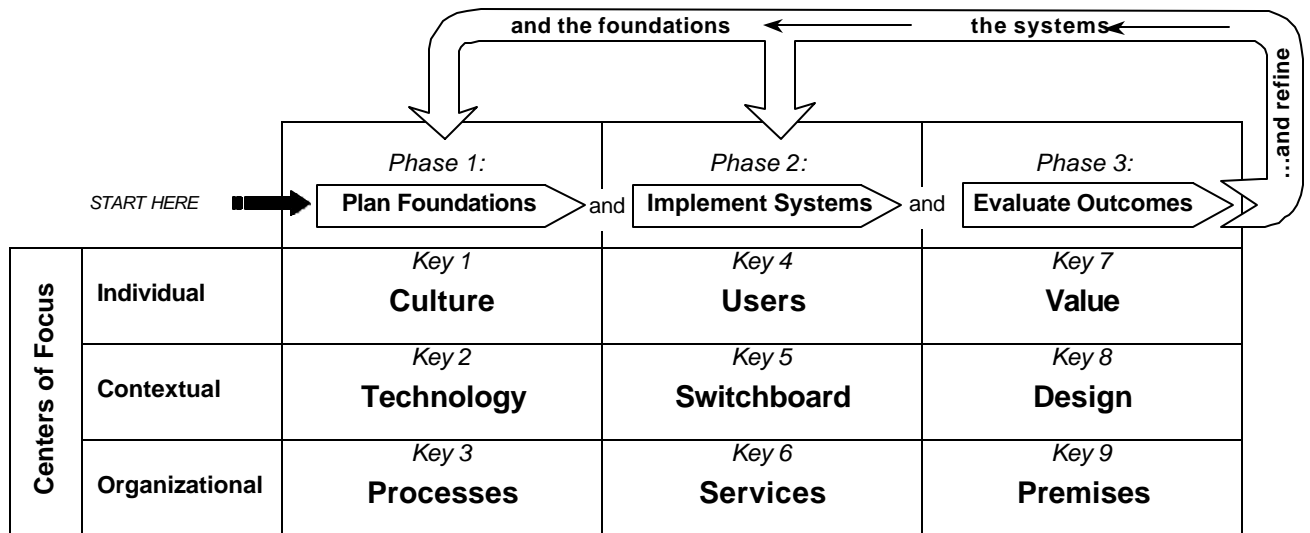 and the foundations the systems
...and refine
Phase 1: Phase 2: Phase 3:
START HERE Plan Foundations and Implement Systems and Evaluate Outcomes
Centers of Focus
Key 1 Key 4 Key 7
Individual Culture Users Value
Key 2 Key 5 Key 8
Contextual Technology Switchboard Design
Key 3 Key 6 Key 9
Organizational Processes Services Premises